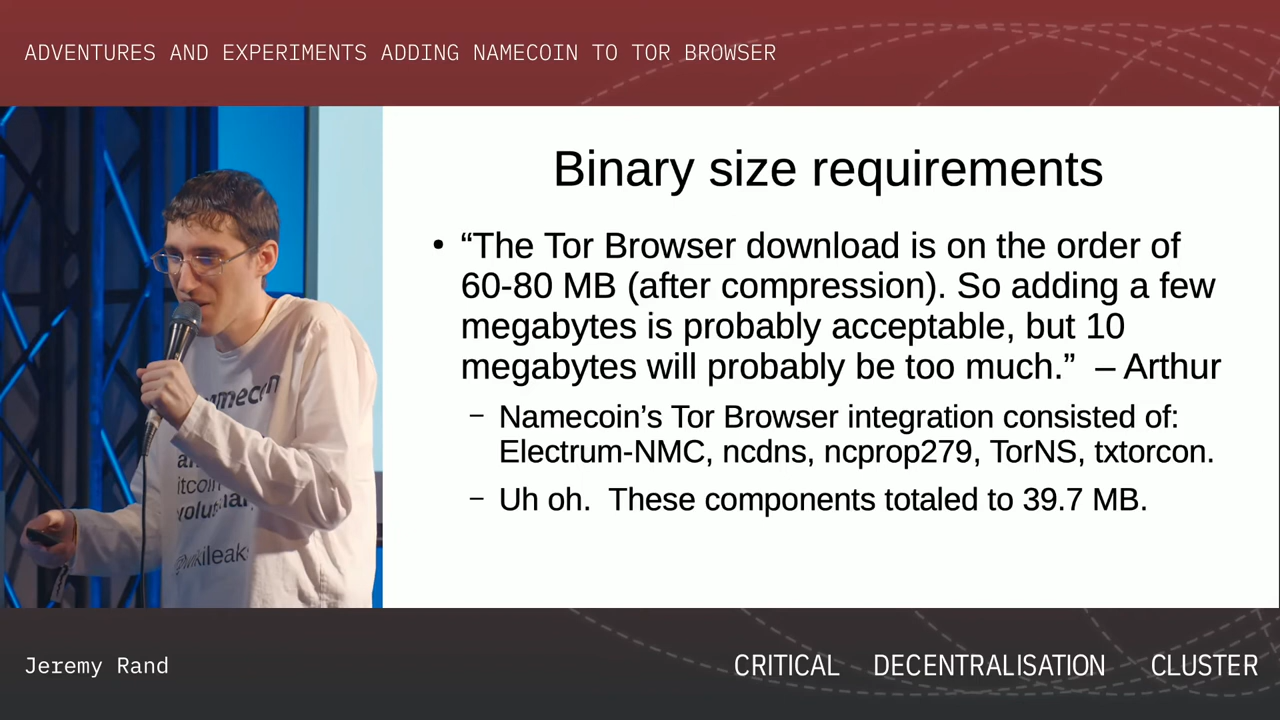 ADVENTURES AND EXPERIMENTS ADDING NAMECOIN TO TOR BROWSER
Binary size requirements
• “The Tor Browser download is on the order of
60-80 MB (after compression). So adding a few
megabytes is probably acceptable, but 10
megabytes will probably be too much.” – Arthur
– Namecoin’s Tor Browser integration consisted of:
Electrum-NMC, ncdns, ncprop279, TorNS, txtorcon.
– Uh oh. These components totaled to 39.7 MB.
@wikileaks
Jeremy Rand
CRITICAL DECENTRALISATION CLUSTER